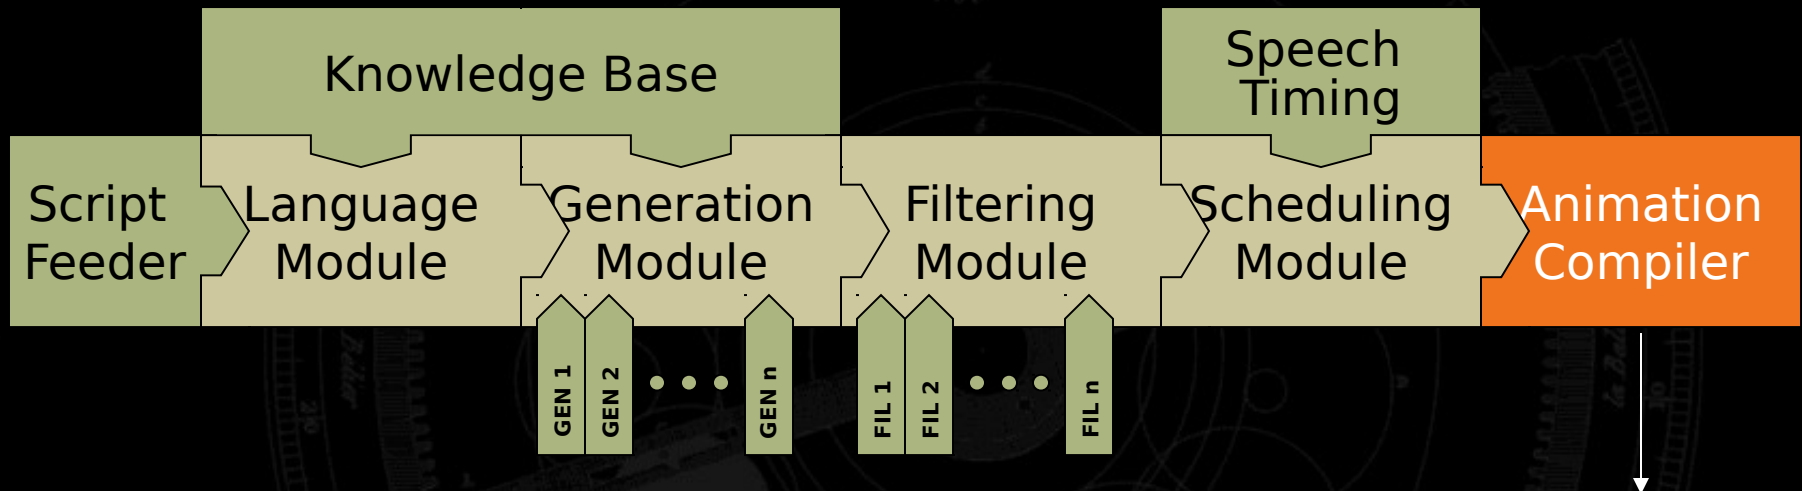 Knowledge Base
Speech
Timing
Script
Feeder
Language
Module
Generation
Module
Filtering
Module
Scheduling
Module
Animation
Compiler
GEN 1
GEN 2
GEN n
FIL 1
FIL 2
FIL n